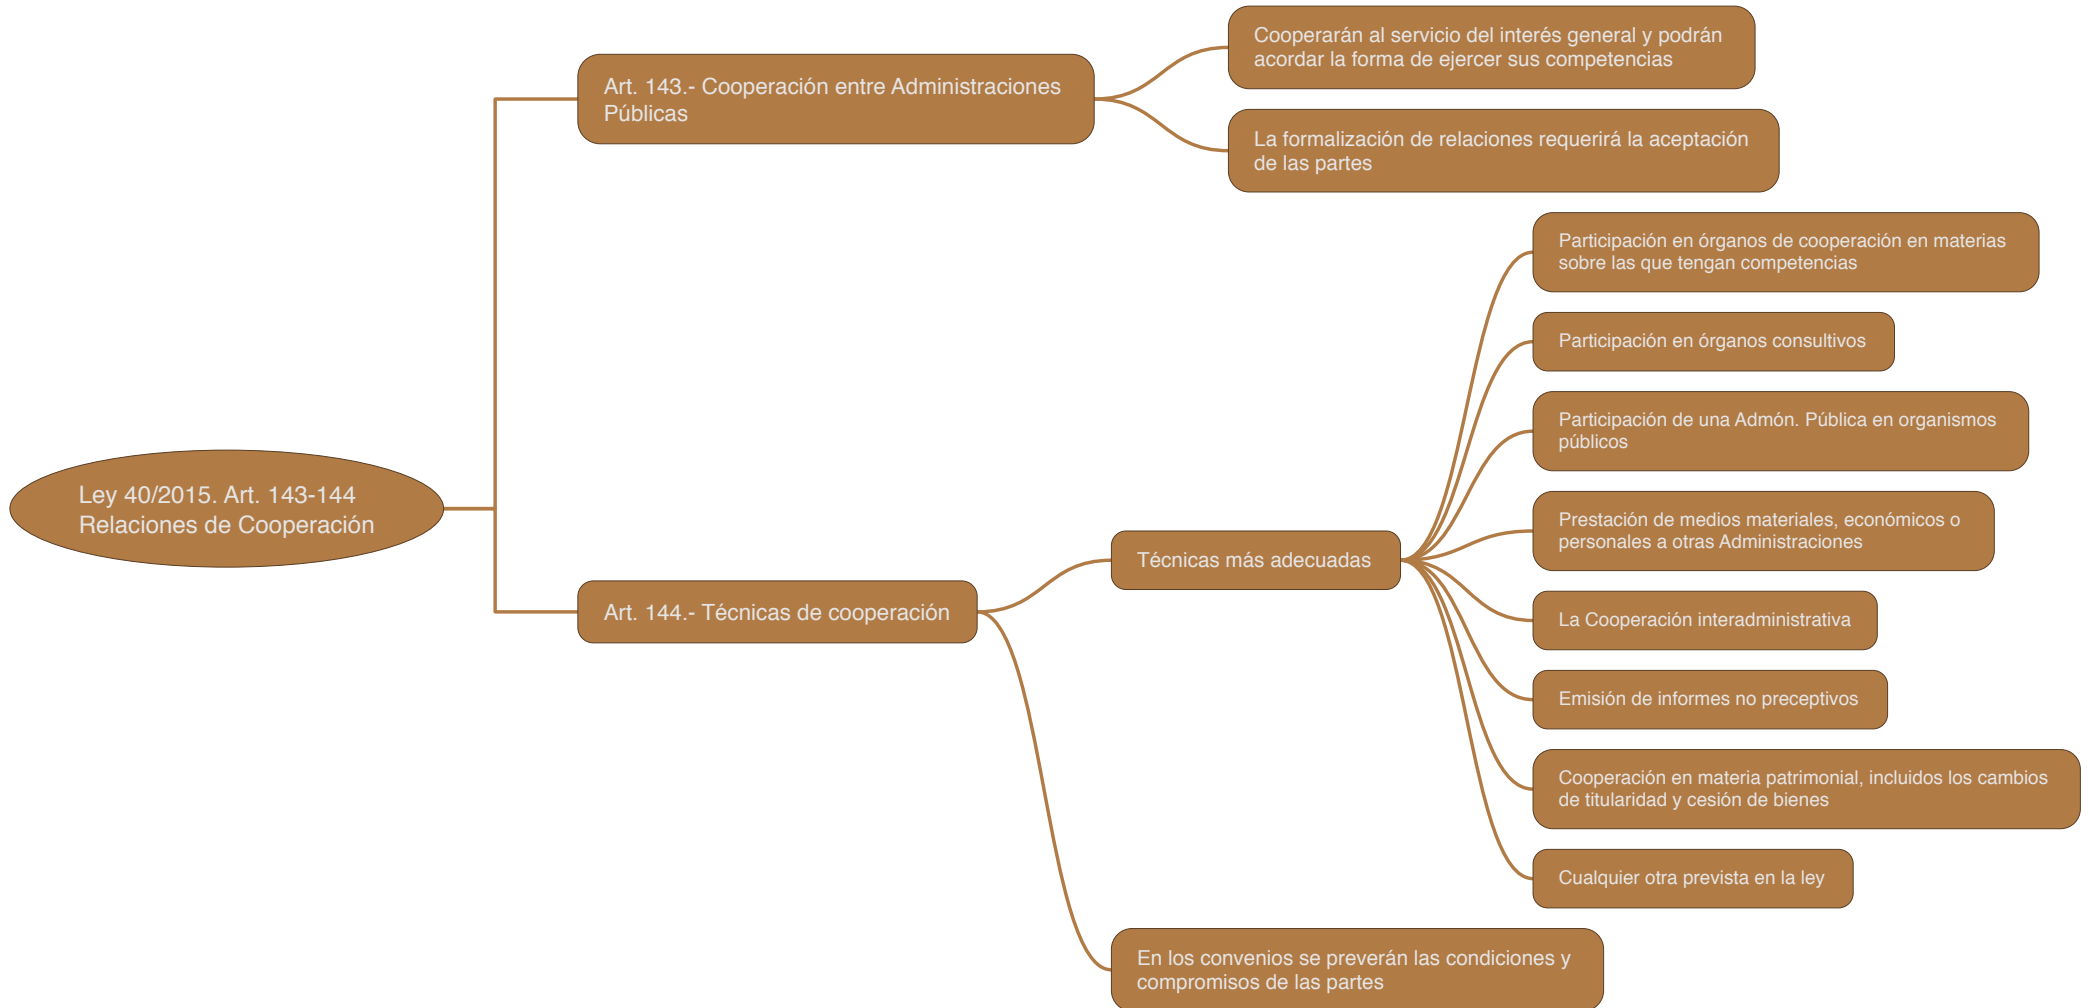 Ley 40/2015. Art. 143-144
Relaciones de Cooperación
Art. 143.- Cooperación entre Administraciones
Públicas
Cooperarán al servicio del interés general y podrán
acordar la forma de ejercer sus competencias
La formalización de relaciones requerirá la aceptación
de las partes
Art. 144.- Técnicas de cooperación
Técnicas más adecuadas
Participación en órganos de cooperación en materias
sobre las que tengan competencias
Participación en órganos consultivos
Participación de una Admón. Pública en organismos
públicos
Prestación de medios materiales, económicos o
personales a otras Administraciones
La Cooperación interadministrativa
Emisión de informes no preceptivos
Cooperación en materia patrimonial, incluidos los cambios
de titularidad y cesión de bienes
Cualquier otra prevista en la ley
En los convenios se preverán las condiciones y
compromisos de las partes